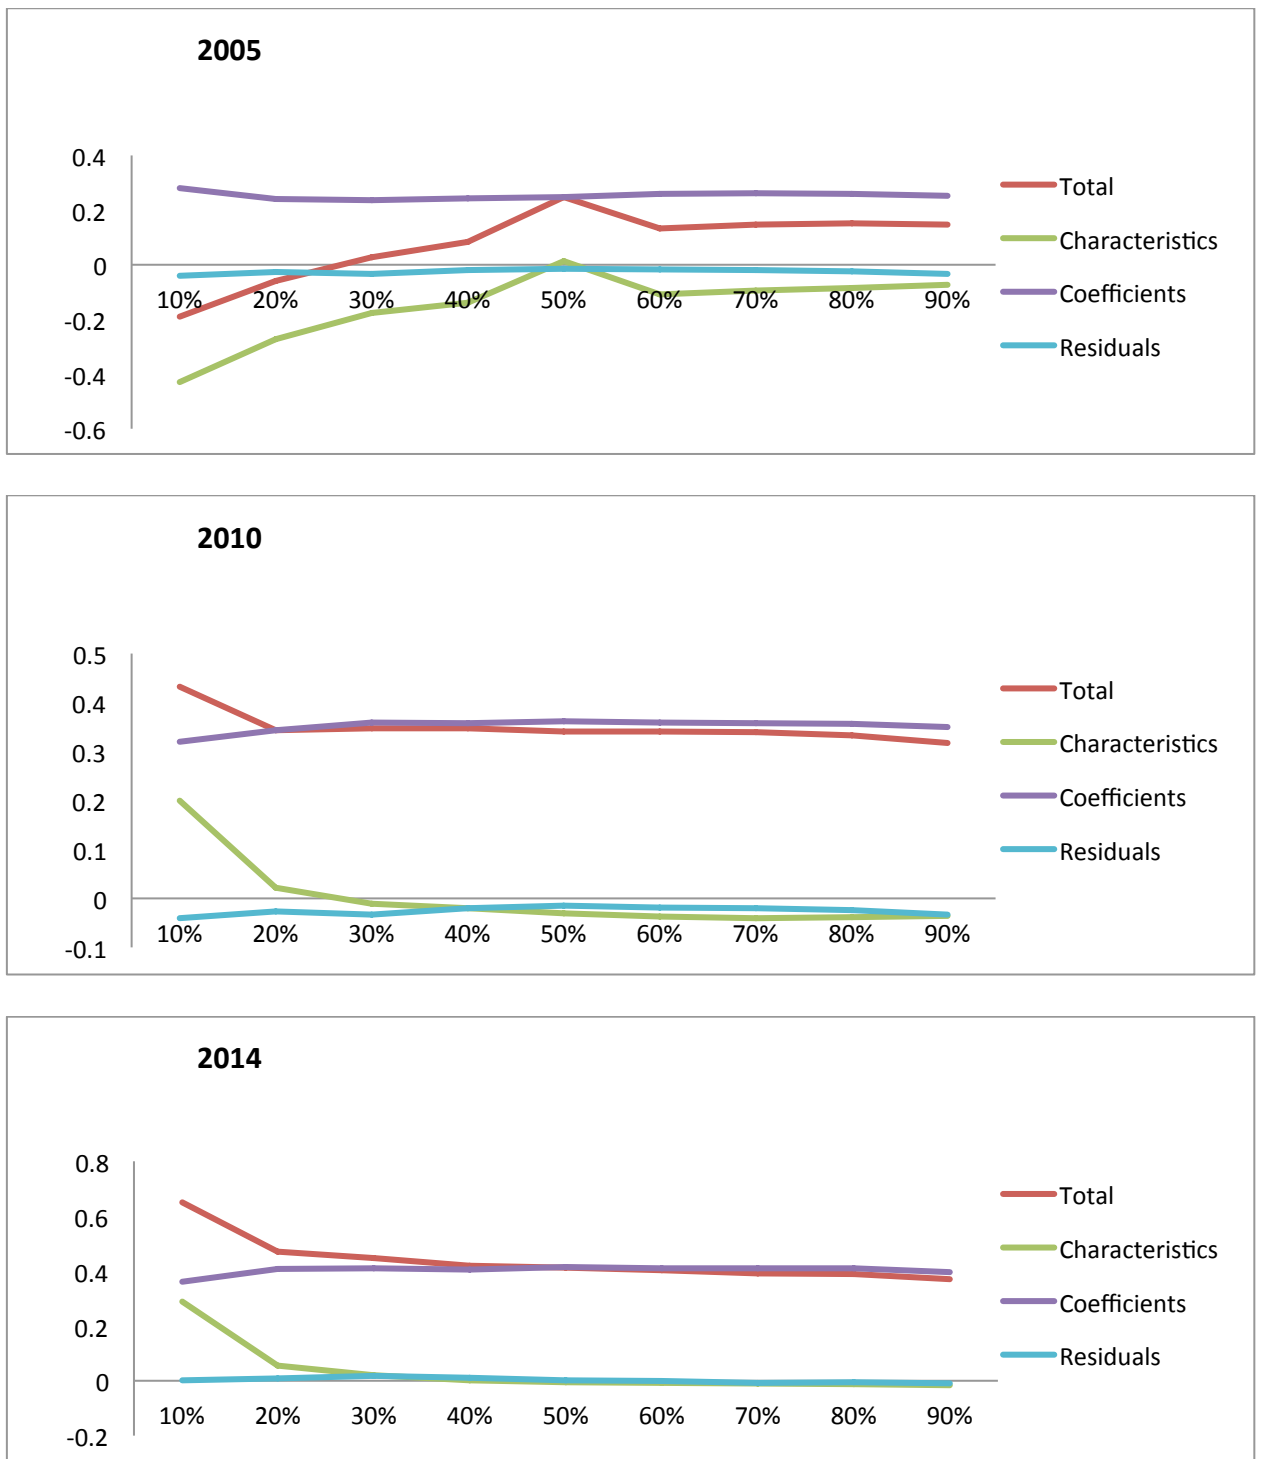 2005
0.4
0.2
0
-0.2
-0.4
-0.6
10% 20% 30% 40% 50% 60% 70% 80% 90%
Total
Characteristics
Coefficients
Residuals
2010
0.5
0.4
0.3
0.2
0.1
0
-0.1
10% 20% 30% 40% 50% 60% 70% 80% 90%
Total
Characteristics
Coefficients
Residuals
2014
0.8
0.6
0.4
0.2
0
-0.2
10% 20% 30% 40% 50% 60% 70% 80% 90%
Total
Characteristics
Coefficients
Residuals